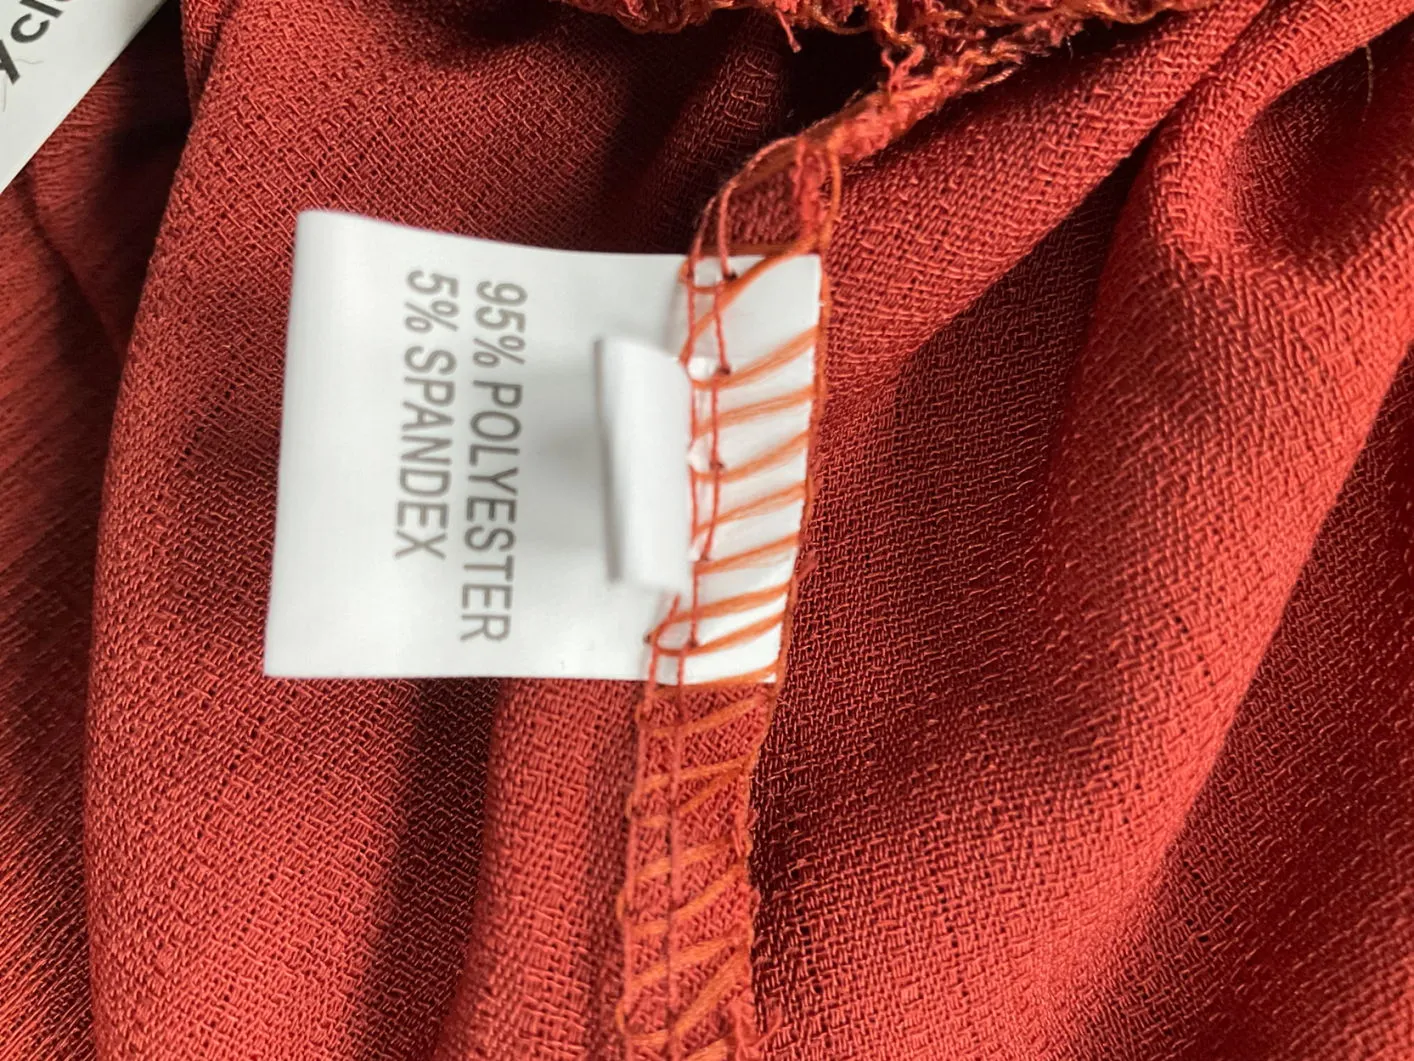 95% POLYESTER
5% SPANDEX